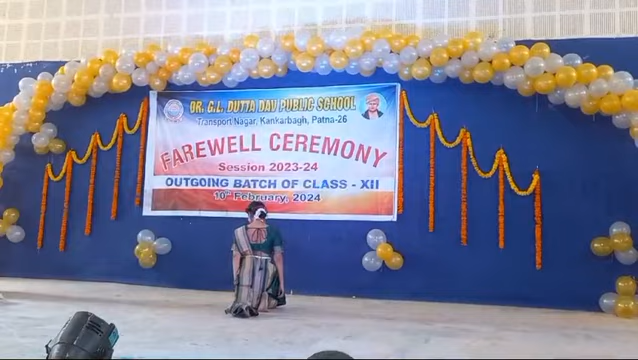 DR. G.L. DUTTA DAV PUBLIC SCHOOL
Transport Nagar, Kankarbagh, Patna-26
FAREWELL CEREMONY
Session 2023-24
OUTGOING BATCH OF CLASS - XII
10th February, 2024